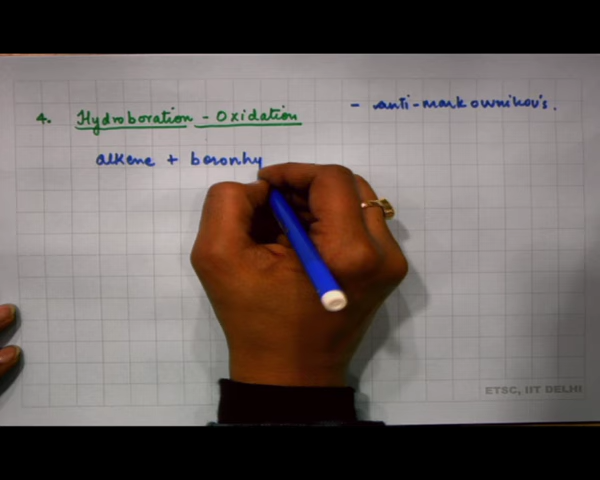 4. Hydroboration - Oxidation - anti-markownikov's.
alkene + boronhy
ETSC, IIT DELHI